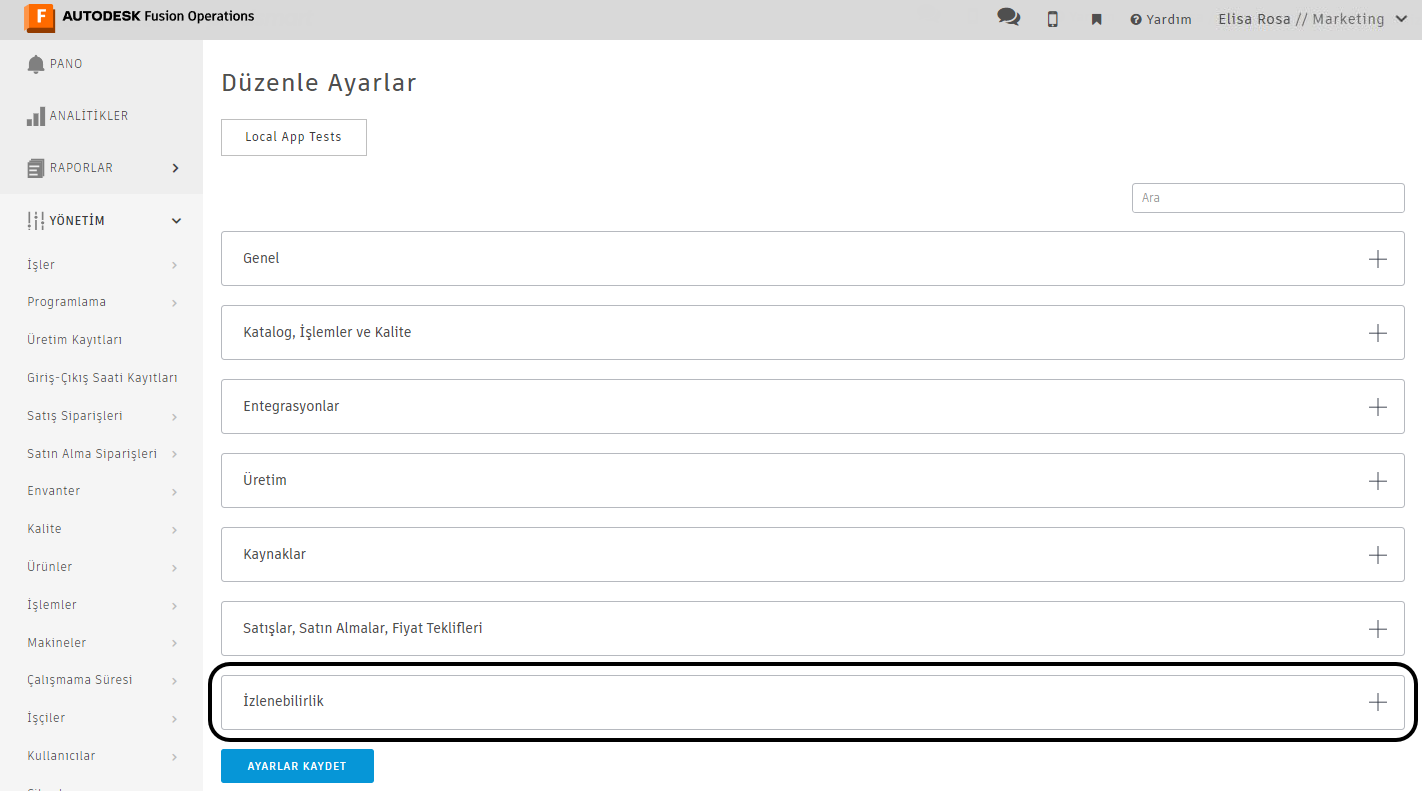 AUTODESK Fusion Operations
Yardım
Elisa Rosa // Marketing
PANO
ANALİTİKLER
RAPORLAR
YÖNETİM
İşler
Programlama
Üretim Kayıtları
Giriş-Çıkış Saati Kayıtları
Satış Siparişleri
Satın Alma Siparişleri
Envanter
Kalite
Ürünler
İşlemler
Makineler
Çalışmama Süresi
İşçiler
Kullanıcılar
Düzenle Ayarlar
Local App Tests
Ara
Genel
Katalog, İşlemler ve Kalite
Entegrasyonlar
Üretim
Kaynaklar
Satışlar, Satın Almalar, Fiyat Teklifleri
İzlenebilirlik
AYARLAR KAYDET